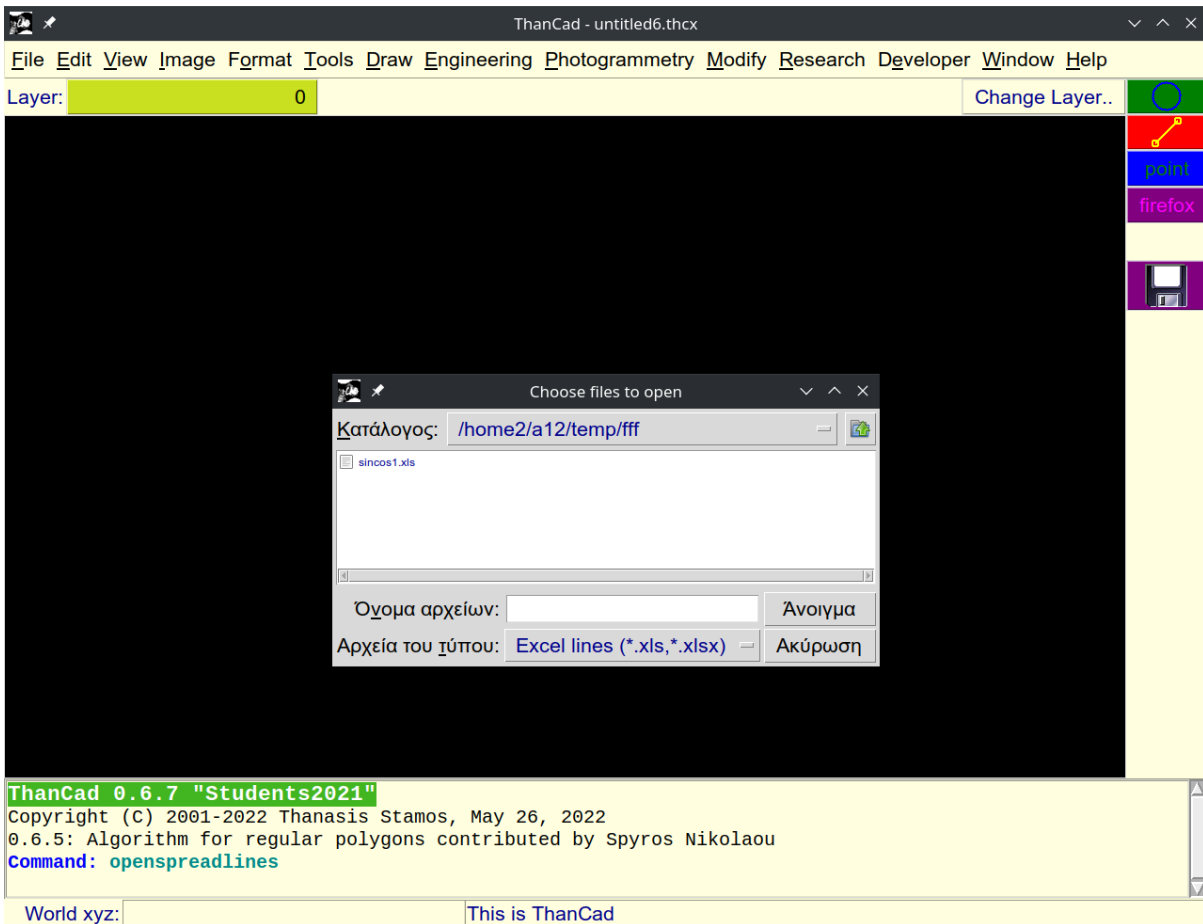 ThanCad - untitled6.thcx
File Edit View Image Format Tools Draw Engineering Photogrammetry Modify Research Developer Window Help
Layer: 0 Change Layer..
point
firefox
Choose files to open
Κατάλογος: /home2/a12/temp/fff
sincos1.xls
Όνομα αρχείων: Άνοιγμα
Αρχεία του τύπου: Excel lines (*.xls,*.xlsx) Ακύρωση
ThanCad 0.6.7 "Students2021"
Copyright (C) 2001-2022 Thanasis Stamos, May 26, 2022
0.6.5: Algorithm for regular polygons contributed by Spyros Nikolaou
Command: openspreadlines
World xyz: This is ThanCad